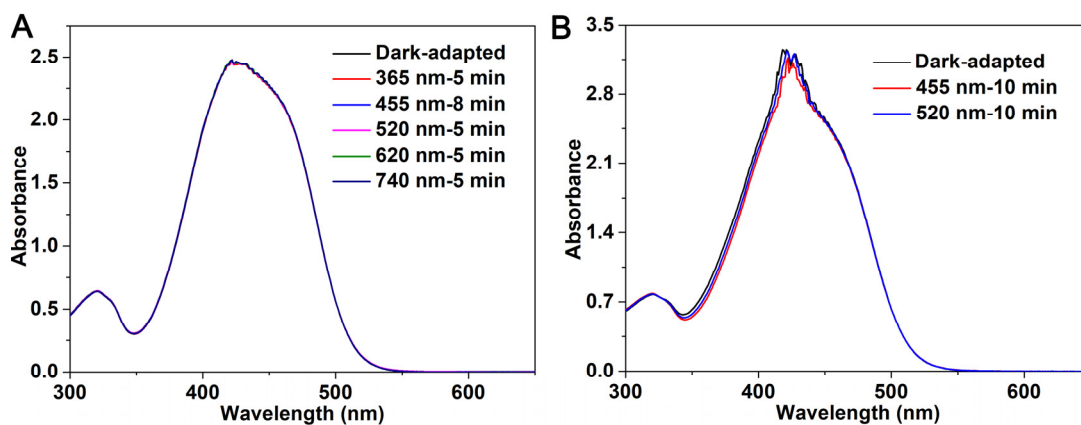 A
Absorbance
2.5
2.0
1.5
1.0
0.5
0.0
Dark-adapted
365 nm-5 min
455 nm-8 min
520 nm-5 min
620 nm-5 min
740 nm-5 min
300
400
500
600
Wavelength (nm)
B
Absorbance
3.5
2.8
2.1
1.4
0.7
0.0
Dark-adapted
455 nm-10 min
520 nm-10 min
300
400
500
600
Wavelength (nm)